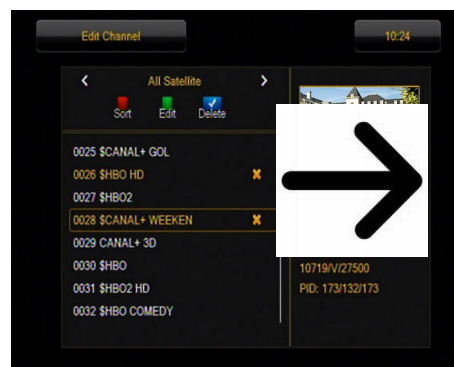 Edit Channel
10:24
All Satellite
Sort Edit Delete
0025 $CANAL+ GOL
0026 $HBO HD
0027 $HBO2
0028 $CANAL+ WEEKEN
0029 CANAL+ 3D
0030 $HBO
0031 $HBO2 HD
0032 $HBO COMEDY
10719/V/27500
PID: 173/132/173